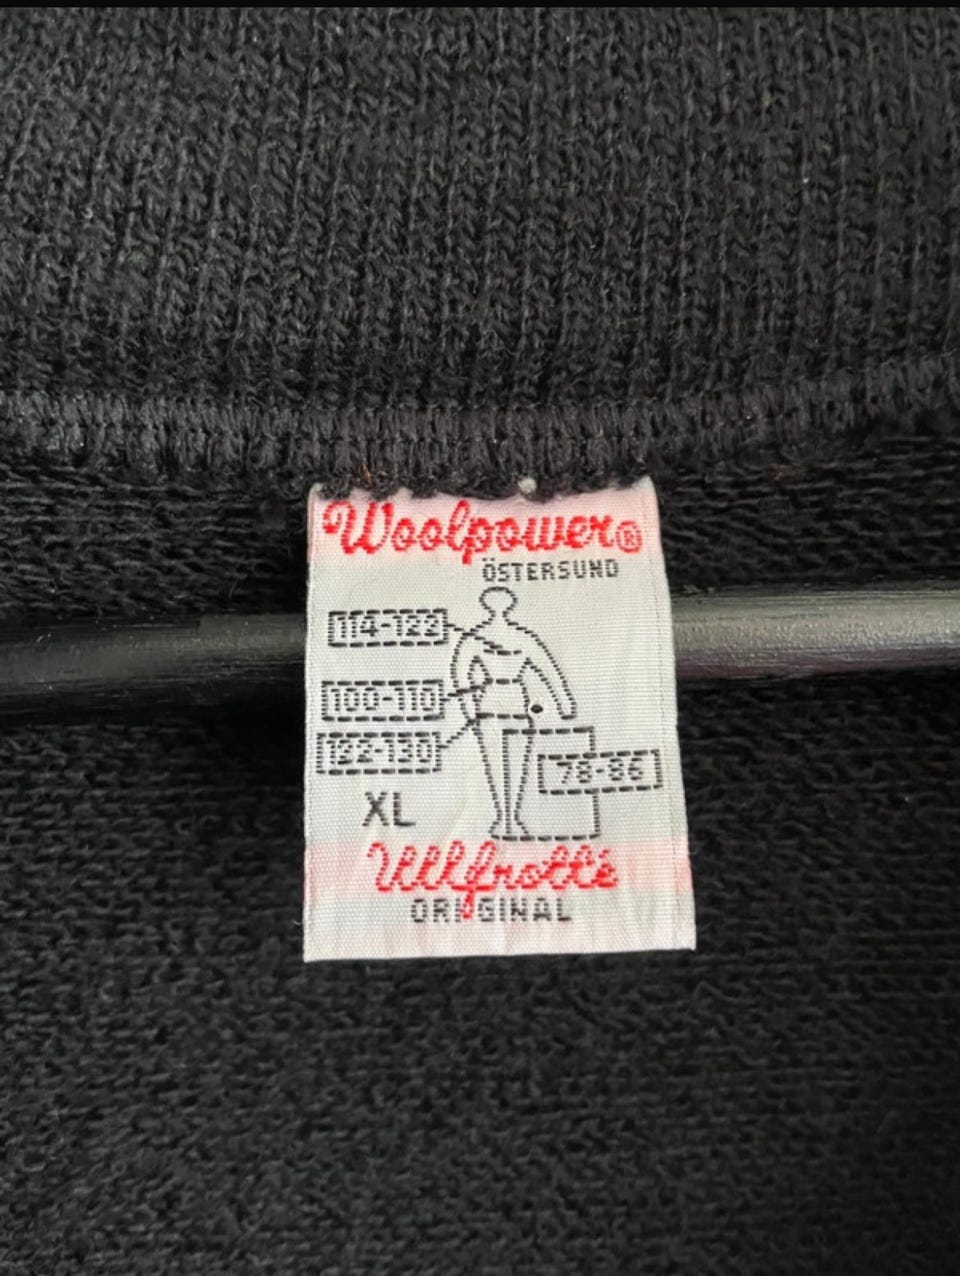 Woolpower®
ÖSTERSUND
114-122
100-110
122-130
78-86
XL
Ullfrotté
ORIGINAL